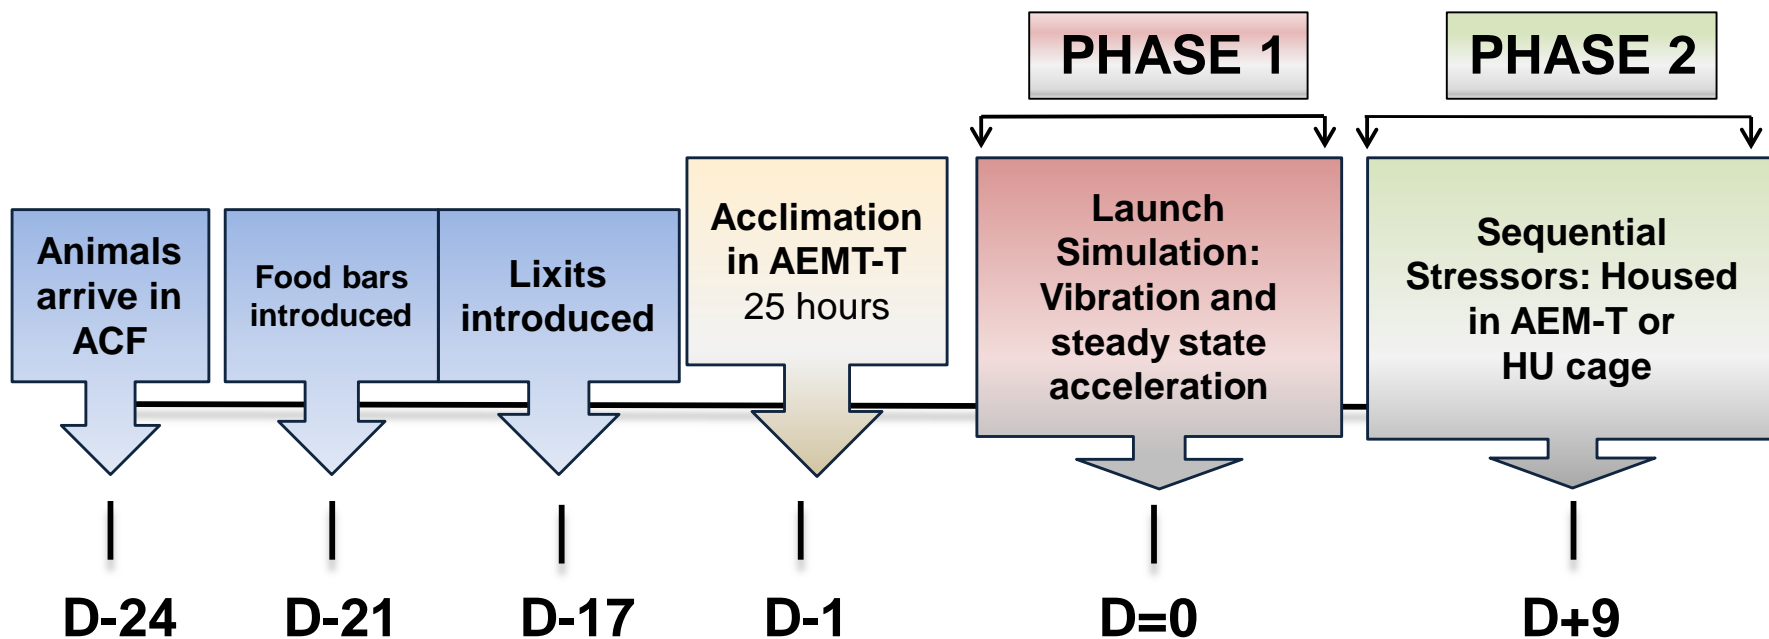 PHASE 1
PHASE 2
Animals
arrive in
ACF
Food bars
introduced
Lixits
introduced
Acclimation
in AEMT-T
25 hours
Launch
Simulation:
Vibration and
steady state
acceleration
Sequential
Stressors: Housed
in AEM-T or
HU cage
D-24
D-21
D-17
D-1
D=0
D+9